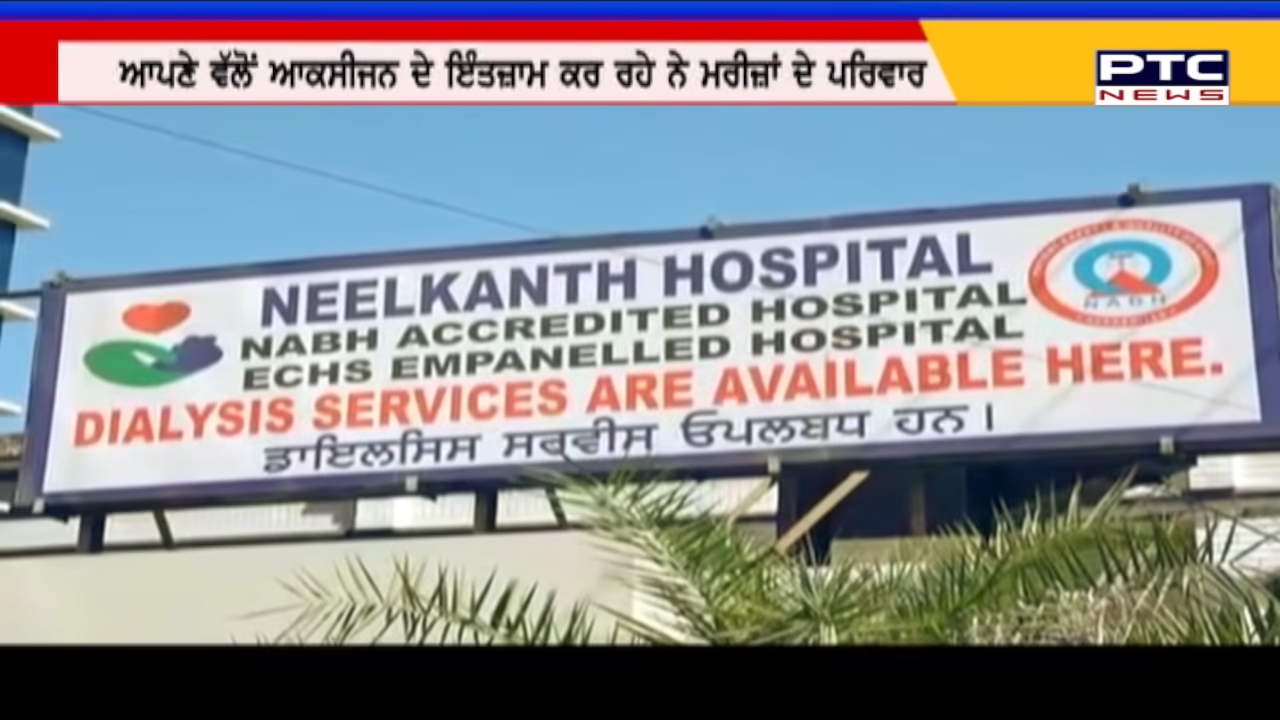 ਆਪਣੇ ਵੱਲੋਂ ਆਕਸੀਜਨ ਦੇ ਇੰਤਜ਼ਾਮ ਕਰ ਰਹੇ ਨੇ ਮਰੀਜ਼ਾਂ ਦੇ ਪਰਿਵਾਰ
PTC
NEWS
NEELKANTH HOSPITAL
NABH ACCREDITED HOSPITAL
ECHS EMPANELLED HOSPITAL
NABH
DIALYSIS SERVICES ARE AVAILABLE HERE.
ਡਾਇਲਸਿਸ ਸਰਵੀਸ ਓਪਲਬਧ ਹਨ।